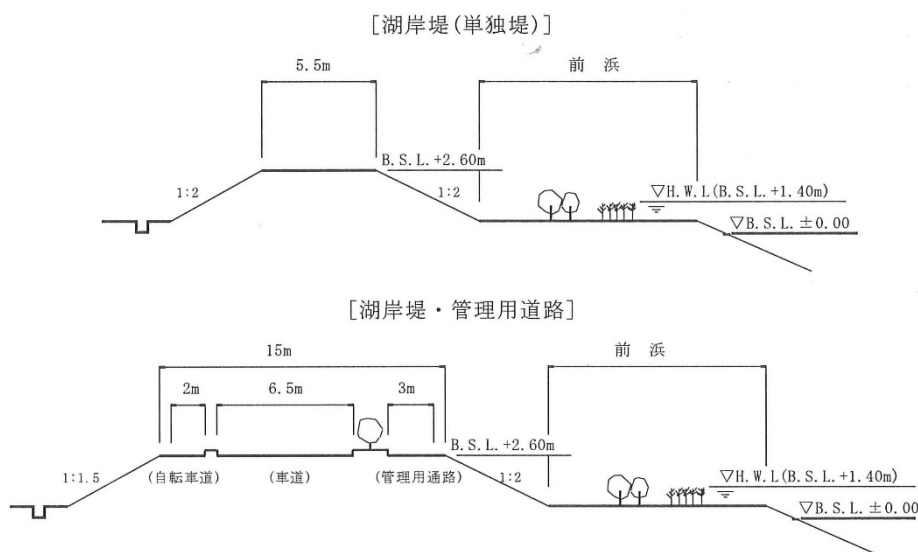 [湖岸堤(単独堤)]
5.5m
前 浜
B.S.L.+2.60m
1:2
1:2
▽H.W.L(B.S.L.+1.40m)
▽B.S.L.±0.00
[湖岸堤・管理用道路]
15m
前 浜
2m
6.5m
3m
B.S.L.+2.60m
1:1.5
(自転車道)
(車道)
(管理用通路)
1:2
▽H.W.L(B.S.L.+1.40m)
▽B.S.L.±0.00